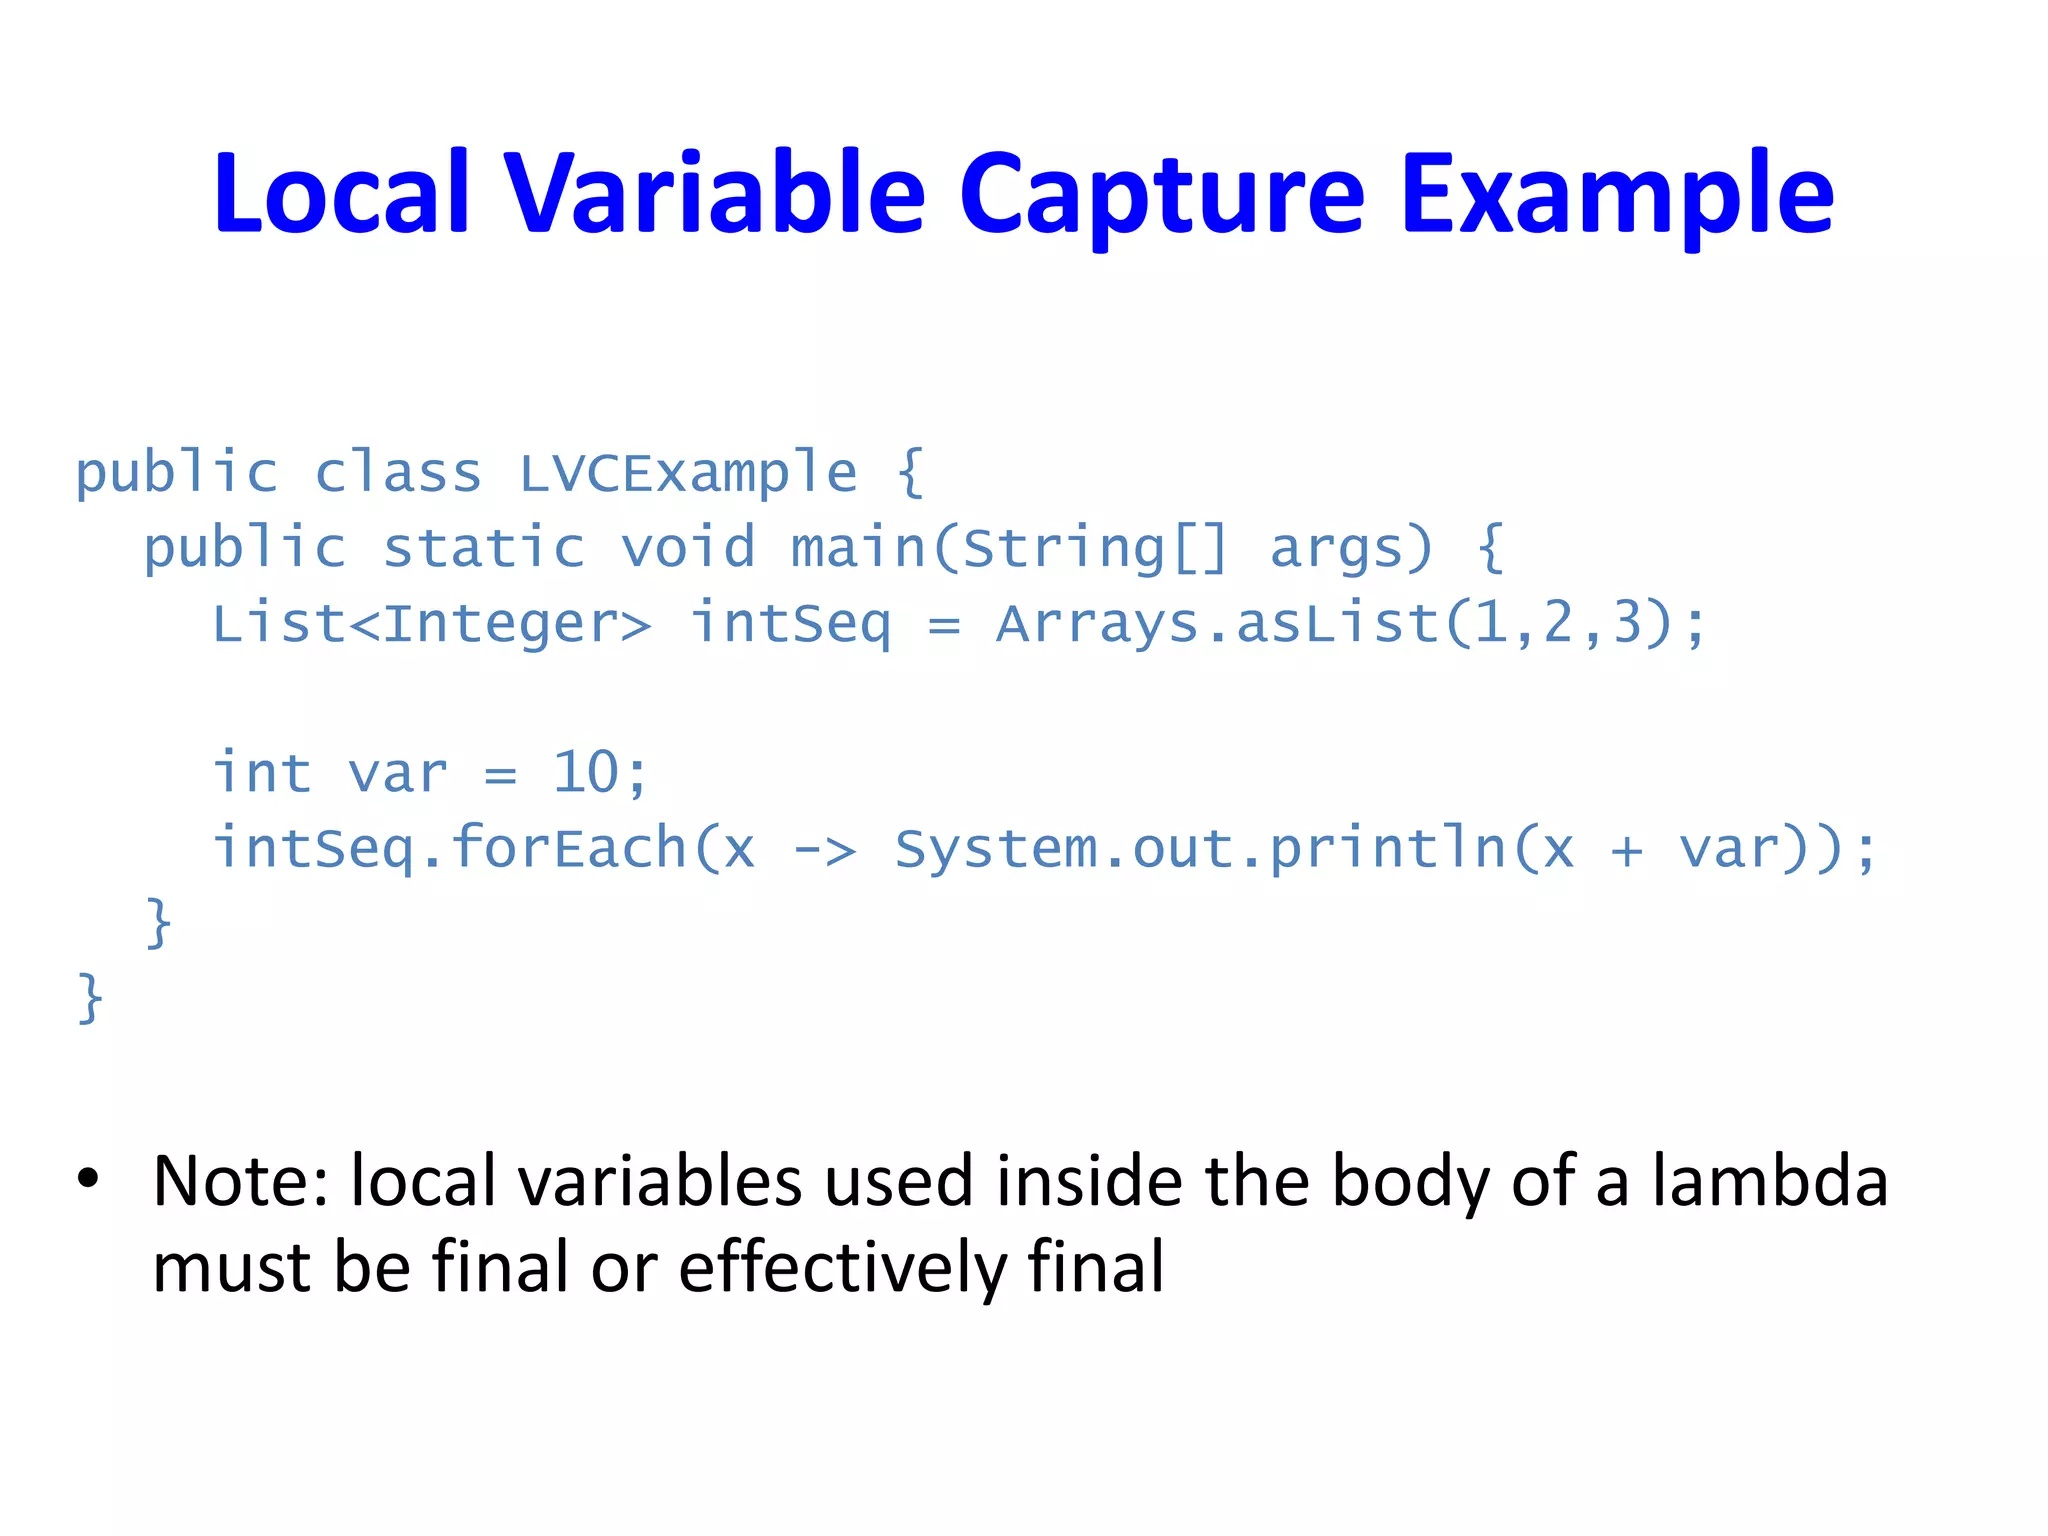 Local Variable Capture Example
public class LVCExample {
  public static void main(String[] args) {
    List<Integer> intSeq = Arrays.asList(1,2,3);
    int var = 10;
    intSeq.forEach(x -> System.out.println(x + var));
  }
}
• Note: local variables used inside the body of a lambda
must be final or effectively final